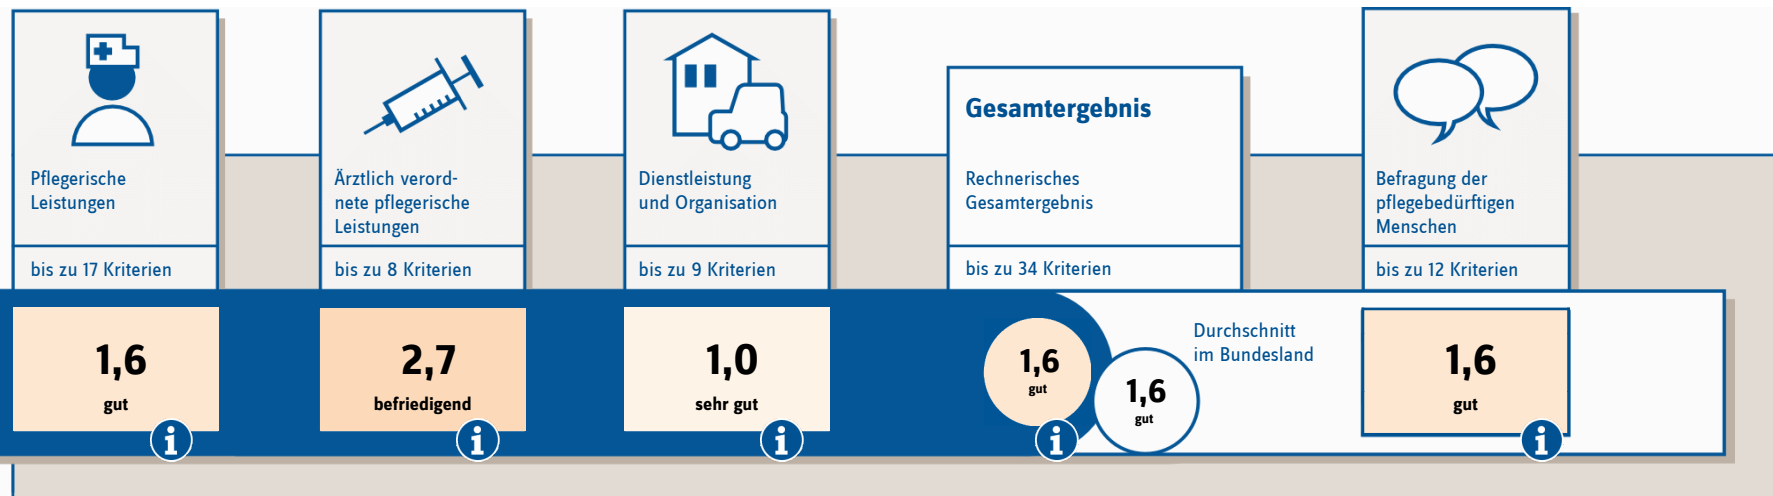 Pflegerische
Leistungen
bis zu 17 Kriterien
1,6
gut
Ärztlich verord-
nete pflegerische
Leistungen
bis zu 8 Kriterien
2,7
befriedigend
Dienstleistung
und Organisation
bis zu 9 Kriterien
1,0
sehr gut
Gesamtergebnis
Rechnerisches
Gesamtergebnis
bis zu 34 Kriterien
1,6
gut
1,6
gut
Durchschnitt
im Bundesland
Befragung der
pflegebedürftigen
Menschen
bis zu 12 Kriterien
1,6
gut